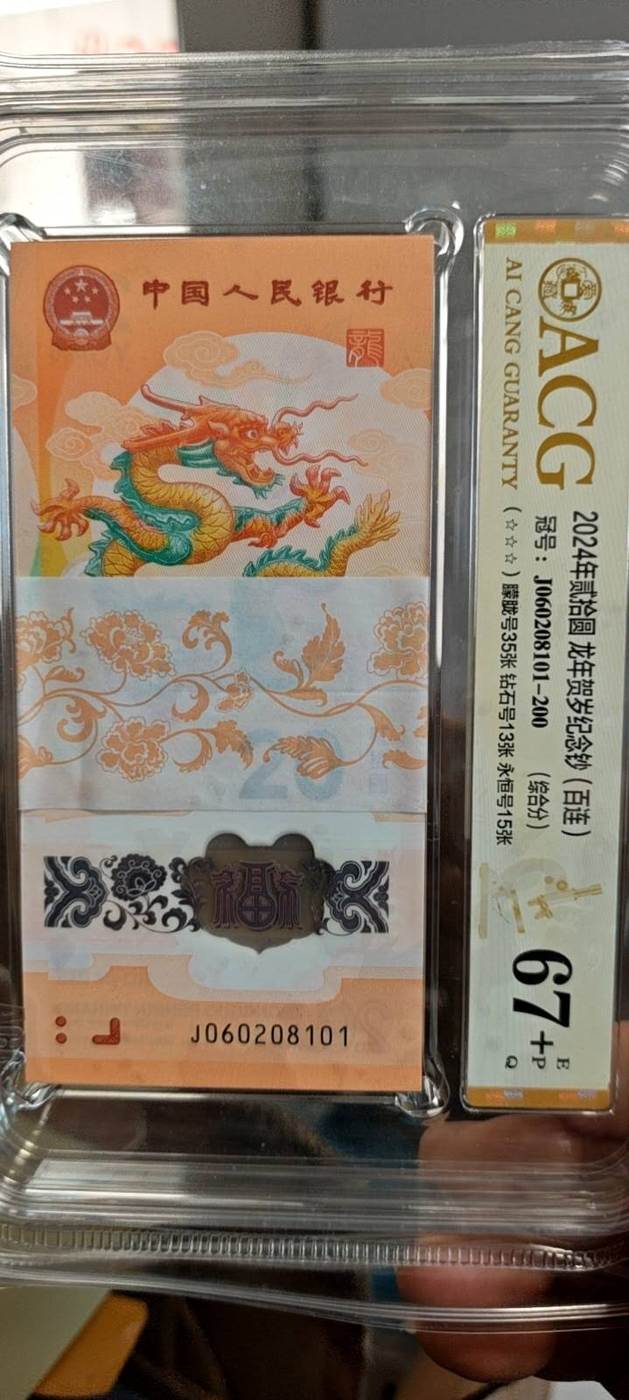 中国人民银行
龍
20
福
J060208101
ACG
AI CANG GUARANTY
2024年贰拾圆 龙年贺岁纪念钞（百连）
冠号：J060208101-200 （综合分）
（☆☆☆）朦胧号35张 钻石号13张 永恒号15张
67+
E
P
Q